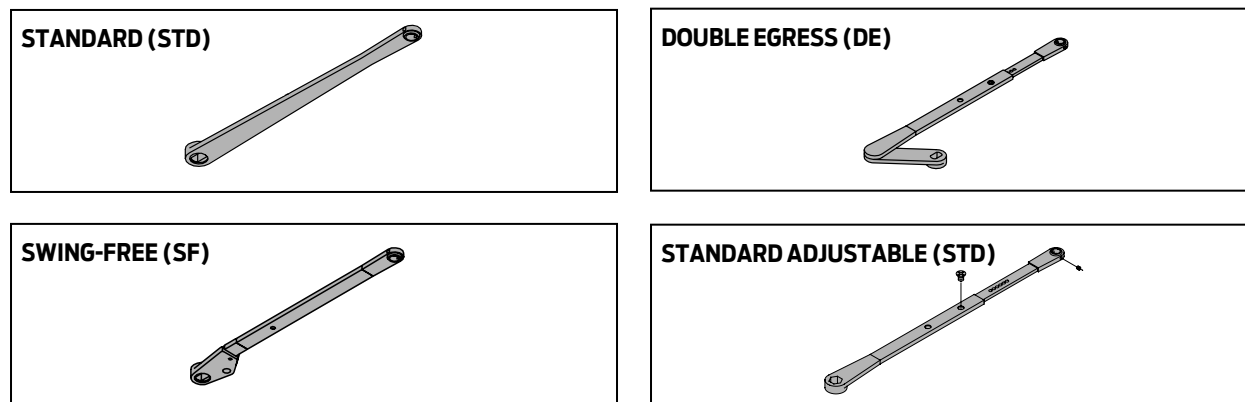 STANDARD (STD)
DOUBLE EGRESS (DE)
SWING-FREE (SF)
STANDARD ADJUSTABLE (STD)